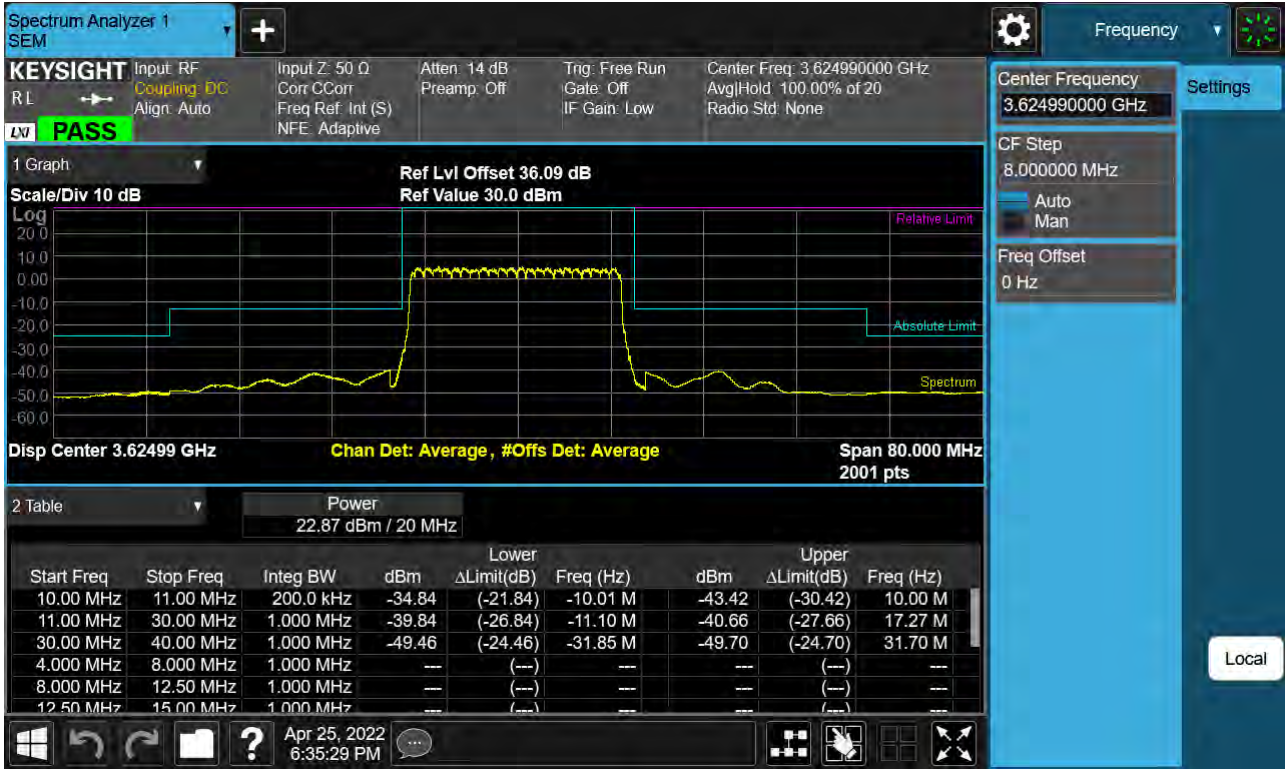 Spectrum Analyzer 1
SEM
Frequency
KEYSIGHT
R L
LXI
PASS
Input: RF
Coupling: DC
Align: Auto
Input Z: 50 Ω
Corr CCorr
Freq Ref: Int (S)
NFE: Adaptive
Atten: 14 dB
Preamp: Off
Trig: Free Run
Gate: Off
IF Gain: Low
Center Freq: 3.624990000 GHz
Avg|Hold: 100.00% of 20
Radio Std: None
Center Frequency
3.624990000 GHz
Settings
CF Step
8.000000 MHz
Auto
Man
Freq Offset
0 Hz
Local
1 Graph
Ref Lvl Offset 36.09 dB
Scale/Div 10 dB
Ref Value 30.0 dBm
Log
Relative Limit
20.0
10.0
0.00
-10.0
-20.0
Absolute Limit
-30.0
-40.0
Spectrum
-50.0
-60.0
Disp Center 3.62499 GHz
Chan Det: Average , #Offs Det: Average
Span 80.000 MHz
2001 pts
2 Table
Power
22.87 dBm / 20 MHz
Lower Upper
Start Freq Stop Freq Integ BW dBm ΔLimit(dB) Freq (Hz) dBm ΔLimit(dB) Freq (Hz)
10.00 MHz 11.00 MHz 200.0 kHz -34.84 (-21.84) -10.01 M -43.42 (-30.42) 10.00 M
11.00 MHz 30.00 MHz 1.000 MHz -39.84 (-26.84) -11.10 M -40.66 (-27.66) 17.27 M
30.00 MHz 40.00 MHz 1.000 MHz -49.46 (-24.46) -31.85 M -49.70 (-24.70) 31.70 M
4.000 MHz 8.000 MHz 1.000 MHz --- (---) --- --- (---) ---
8.000 MHz 12.50 MHz 1.000 MHz --- (---) --- --- (---) ---
12.50 MHz 15.00 MHz 1.000 MHz --- (---) --- --- (---) ---
?
Apr 25, 2022
6:35:29 PM